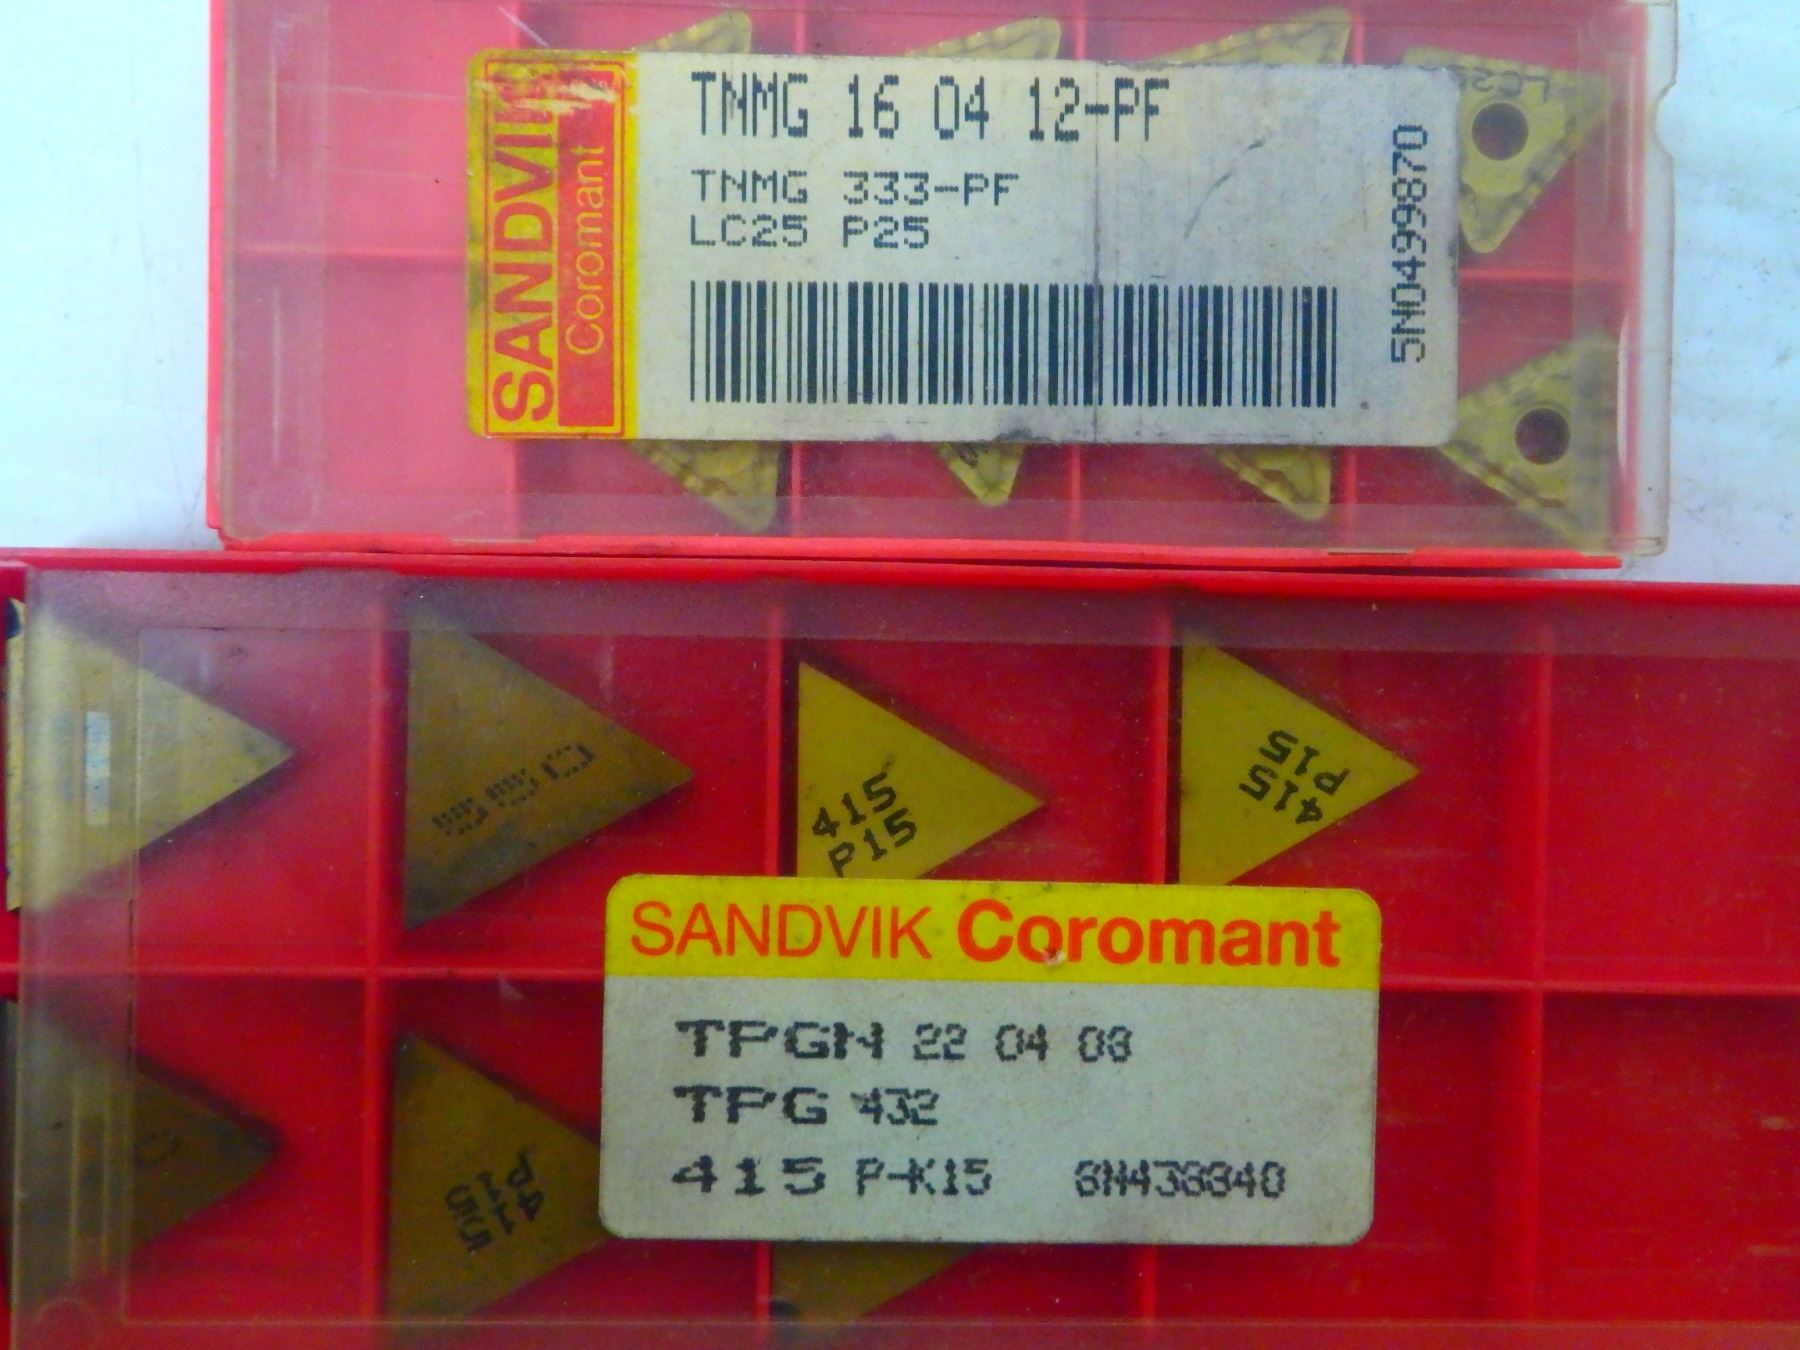 SANDVIK
Coromant
TNMG 16 04 12-PF
TNMG 333-PF
LC25 P25
5N0499870
415
P15
415
P15
SANDVIK Coromant
TPGN 22 04 08
TPG 432
415 P-K15
415
P15